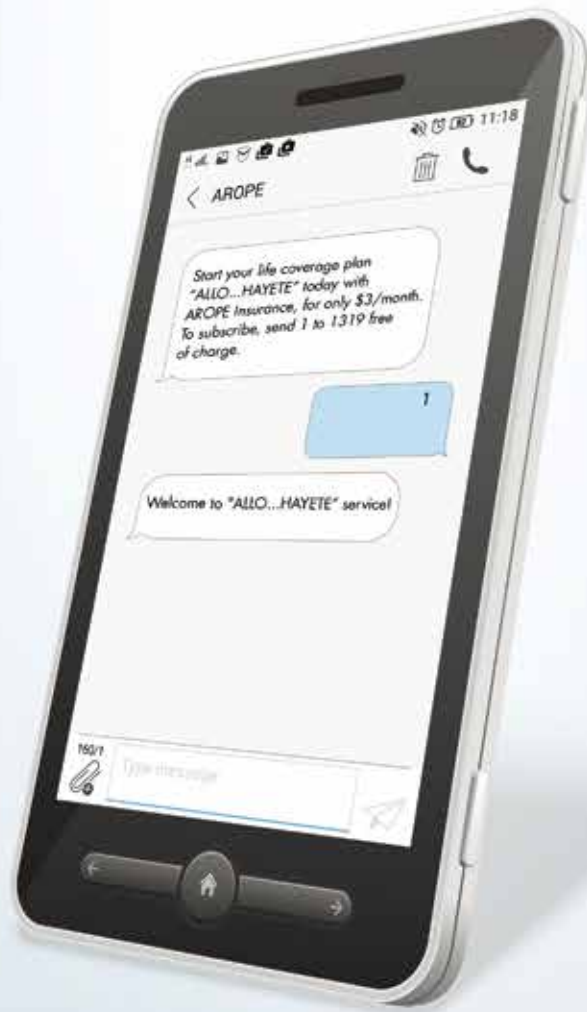 11:18
AROPE
Start your life coverage plan
"ALLO...HAYETE" today with
AROPE Insurance, for only $3/month.
To subscribe, send 1 to 1319 free
of charge.
1
Welcome to "ALLO...HAYETE" service!
160/1
Type message